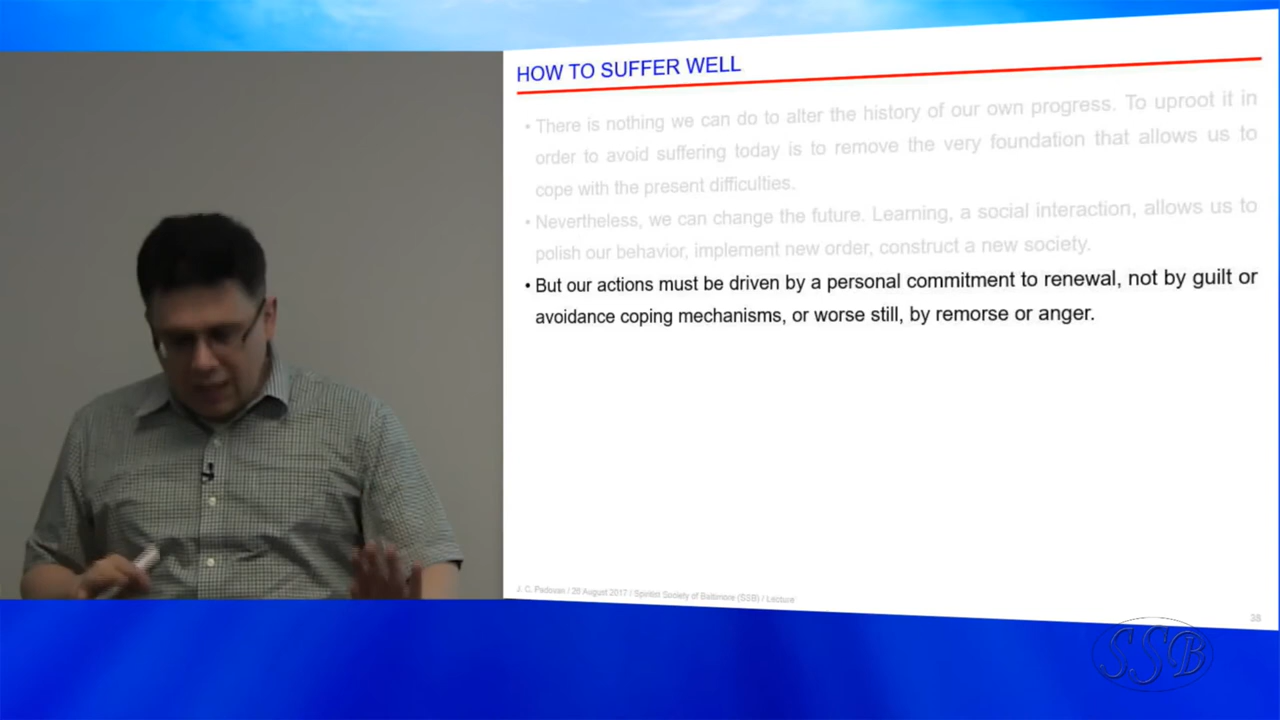 HOW TO SUFFER WELL
• There is nothing we can do to alter the history of our own progress. To uproot it in
order to avoid suffering today is to remove the very foundation that allows us to
cope with the present difficulties.
• Nevertheless, we can change the future. Learning, a social interaction, allows us to
polish our behavior, implement new order, construct a new society.
• But our actions must be driven by a personal commitment to renewal, not by guilt or
avoidance coping mechanisms, or worse still, by remorse or anger.
J. C. Padovan / 28 August 2017 / Spiritist Society of Baltimore (SSB) / Lecture
38
SSB